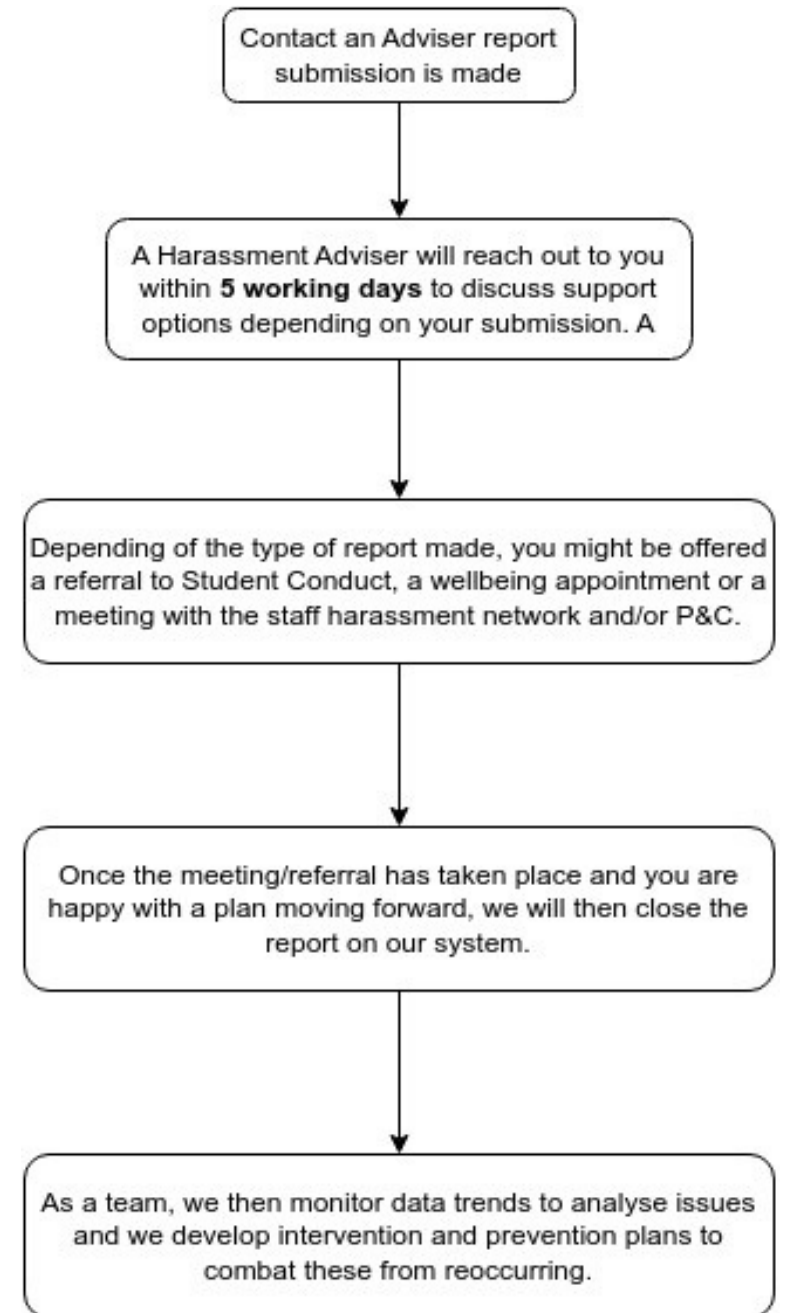 Contact an Adviser report
submission is made
A Harassment Adviser will reach out to you
within 5 working days to discuss support
options depending on your submission. A
Depending of the type of report made, you might be offered
a referral to Student Conduct, a wellbeing appointment or a
meeting with the staff harassment network and/or P&C.
Once the meeting/referral has taken place and you are
happy with a plan moving forward, we will then close the
report on our system.
As a team, we then monitor data trends to analyse issues
and we develop intervention and prevention plans to
combat these from reoccurring.